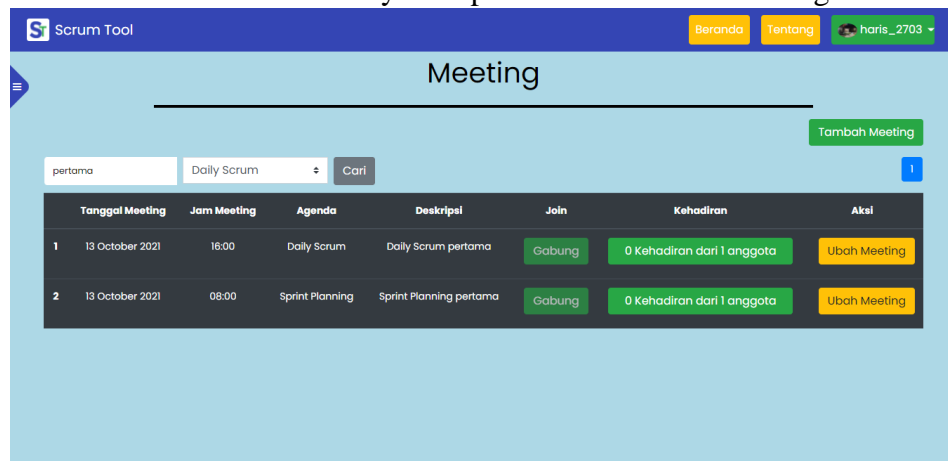 ST Scrum Tool Beranda Tentang haris_2703
Meeting
Tambah Meeting
pertama Daily Scrum Cari 1
Tanggal Meeting Jam Meeting Agenda Deskripsi Join Kehadiran Aksi
1 13 October 2021 16:00 Daily Scrum Daily Scrum pertama Gabung 0 Kehadiran dari 1 anggota Ubah Meeting
2 13 October 2021 08:00 Sprint Planning Sprint Planning pertama Gabung 0 Kehadiran dari 1 anggota Ubah Meeting